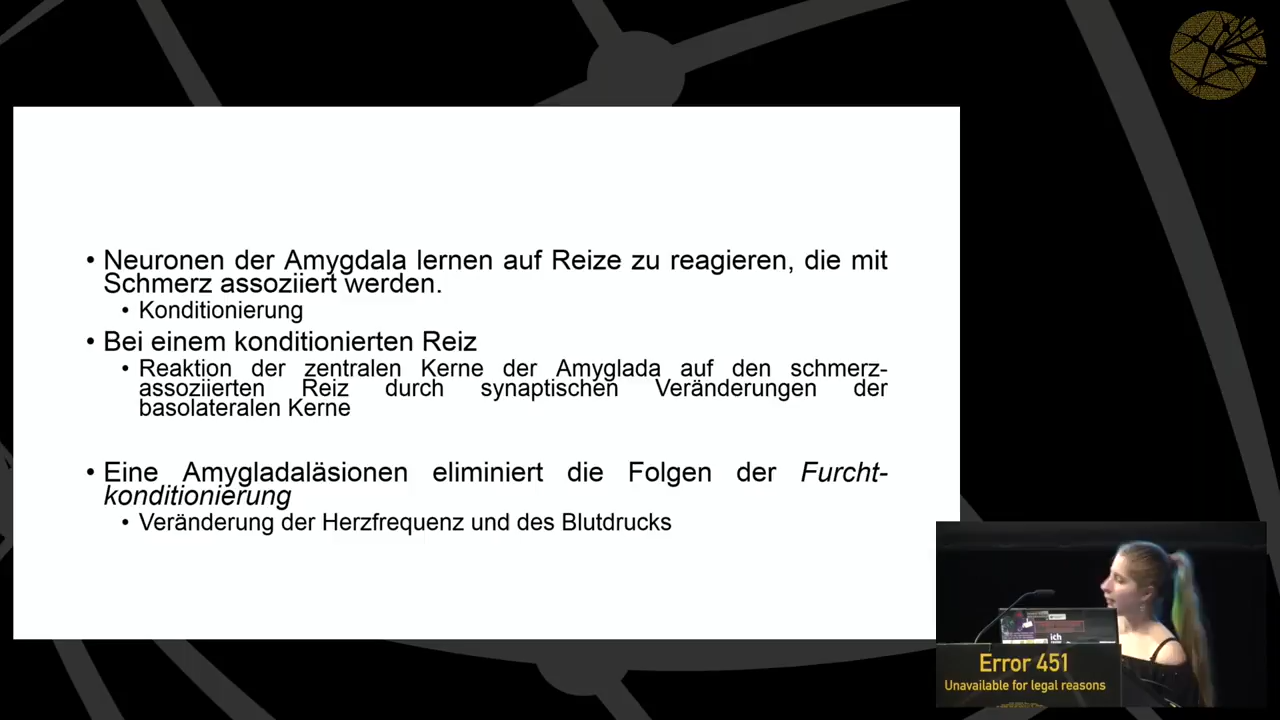 • Neuronen der Amygdala lernen auf Reize zu reagieren, die mit
Schmerz assoziiert werden.
• Konditionierung
• Bei einem konditionierten Reiz
• Reaktion der zentralen Kerne der Amyglada auf den schmerz-
assoziierten Reiz durch synaptischen Veränderungen der
basolateralen Kerne
• Eine Amygladaläsionen eliminiert die Folgen der Furcht-
konditionierung
• Veränderung der Herzfrequenz und des Blutdrucks
ich
Error 451
Unavailable for legal reasons